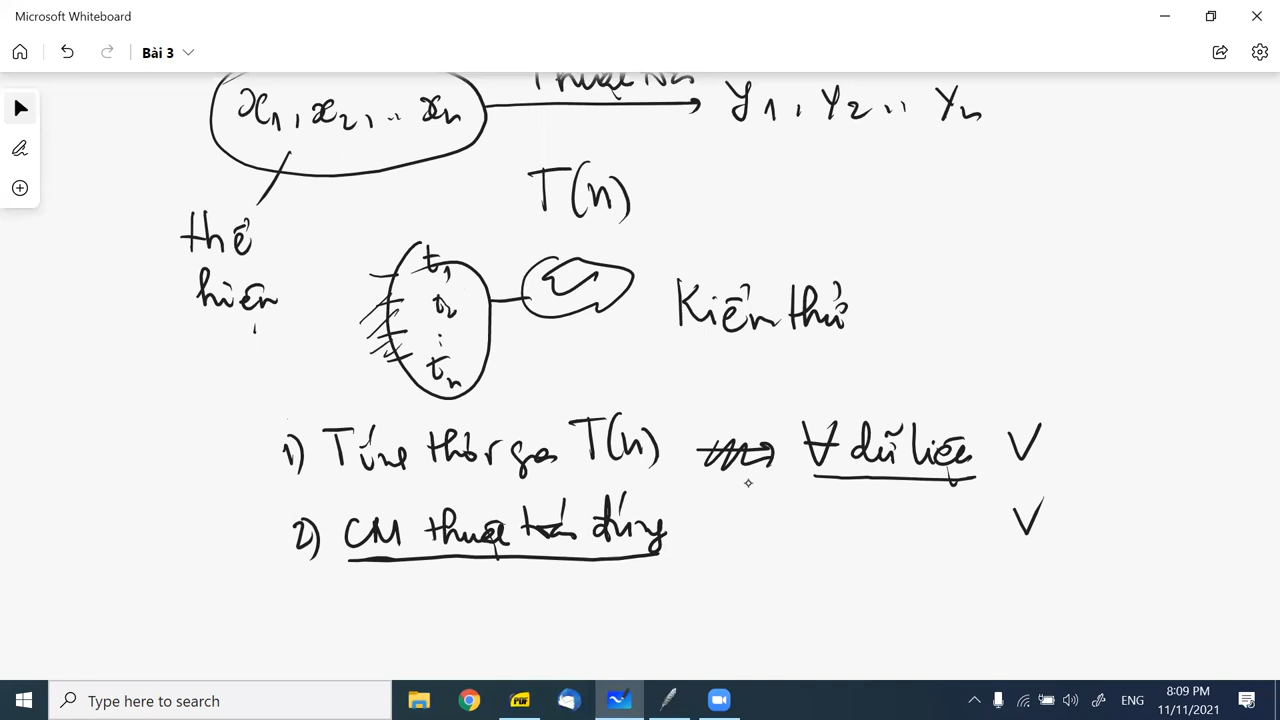 Microsoft Whiteboard
Bài 3
x1, x2, .. xn
y1, y2 .. yn
T(n)
thể
hiện
t1
t2
:
tn
Kiểm thử
1) Tính thời gian T(n) ∀ dữ liệu V
2) CM thuật toán đúng V
Type here to search
PDF
ENG
8:09 PM
11/11/2021